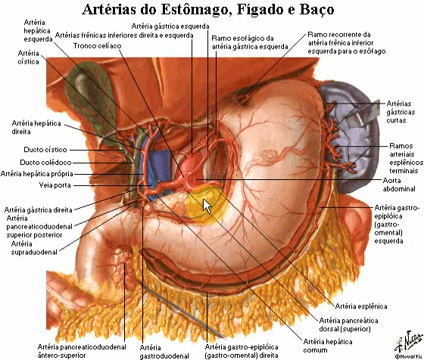 Artérias do Estômago, Fígado e Baço
Artéria
hepática
esquerda
Artéria gástrica esquerda
Artérias frênicas inferiores direita e esquerda
Tronco celíaco
Ramo esofágico da
artéria gástrica esquerda
Ramo recorrente da
artéria frênica inferior
esquerda para o esôfago
Artéria
cística
Artérias
gástricas
curtas
Artéria hepática
direita
Ducto cístico
Ducto colédoco
Artéria hepática própria
Veia porta
Ramos
arteriais
esplênicos
terminais
Aorta
abdominal
Artéria gástrica direita
Artéria
pancreaticoduodenal
superior posterior
Artéria
supraduodenal
Artéria gastro-
epiplóica (gastro-
omental)
esquerda
Artéria esplênica
Artéria pancreática
dorsal (superior)
Artéria hepática
comum
Artéria pancreaticoduodenal
ântero-superior
Artéria
gastroduodenal
Artéria gastro-epiplóica
(gastro-omental) direita
©Novartis